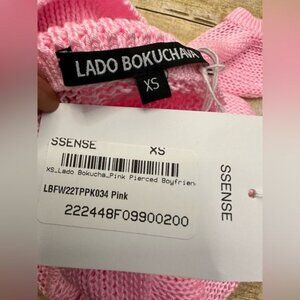 LADO BOKUCHAVA
XS
SSENSE XS
XS_Lado Bokucha_Pink Pierced Boyfrien
LBFW22TPPK034 Pink
222448F09900200
SSENSE